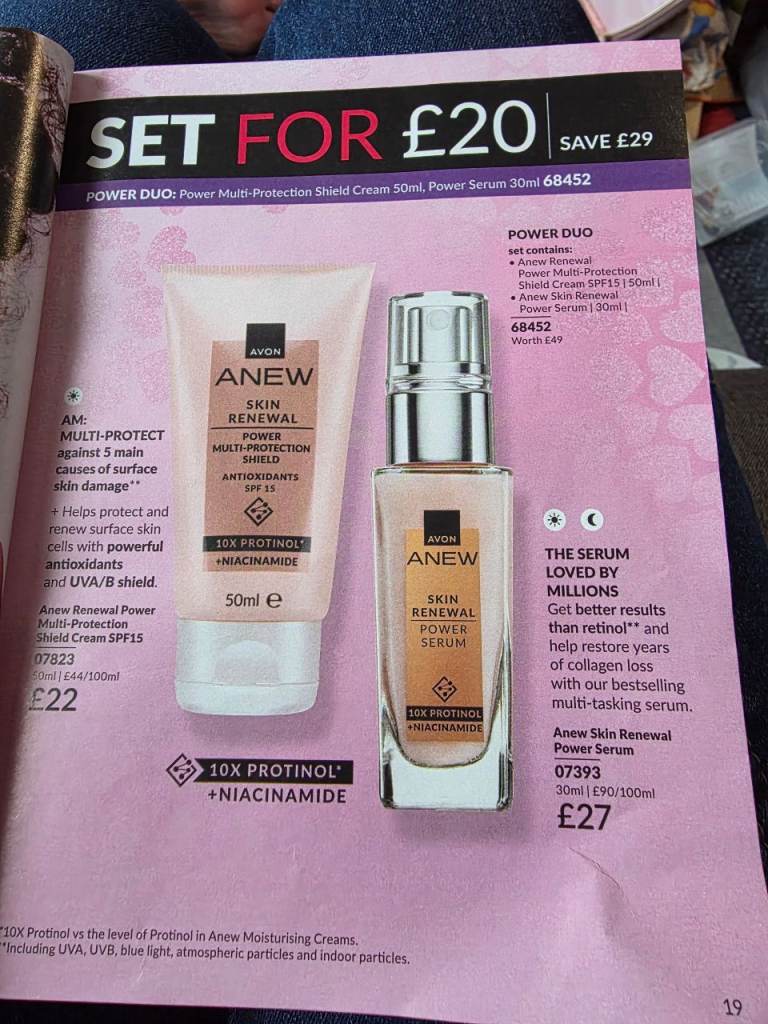 SET FOR £20 | SAVE £29
POWER DUO: Power Multi-Protection Shield Cream 50ml, Power Serum 30ml 68452
POWER DUO
set contains:
• Anew Renewal
Power Multi-Protection
Shield Cream SPF15 | 50ml |
• Anew Skin Renewal
Power Serum | 30ml |
68452
Worth £49
AVON
ANEW
SKIN
RENEWAL
POWER
MULTI-PROTECTION
SHIELD
ANTIOXIDANTS
SPF 15
10X PROTINOL*
+NIACINAMIDE
50ml e
AM:
MULTI-PROTECT
against 5 main
causes of surface
skin damage**
+ Helps protect and
renew surface skin
cells with powerful
antioxidants
and UVA/B shield.
Anew Renewal Power
Multi-Protection
Shield Cream SPF15
07823
50ml | £44/100ml
£22
AVON
ANEW
SKIN
RENEWAL
POWER
SERUM
10X PROTINOL
+NIACINAMIDE
THE SERUM
LOVED BY
MILLIONS
Get better results
than retinol** and
help restore years
of collagen loss
with our bestselling
multi-tasking serum.
Anew Skin Renewal
Power Serum
07393
30ml | £90/100ml
£27
10X PROTINOL*
+NIACINAMIDE
*10X Protinol vs the level of Protinol in Anew Moisturising Creams.
**Including UVA, UVB, blue light, atmospheric particles and indoor particles.
19